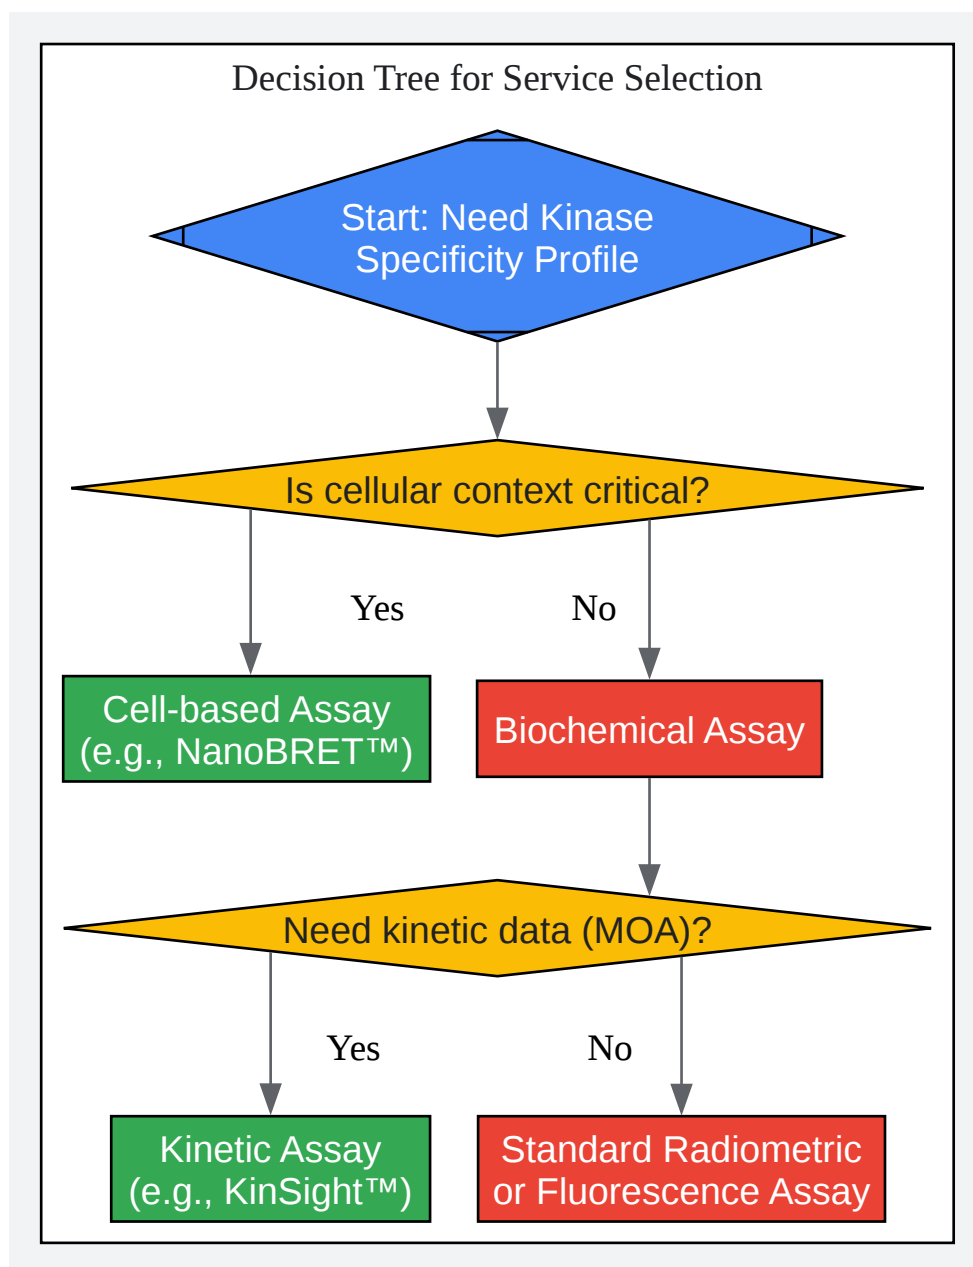 Decision Tree for Service Selection
Start: Need Kinase
Specificity Profile
Is cellular context critical?
Yes
No
Cell-based Assay
(e.g., NanoBRET™)
Biochemical Assay
Need kinetic data (MOA)?
Yes
No
Kinetic Assay
(e.g., KinSight™)
Standard Radiometric
or Fluorescence Assay